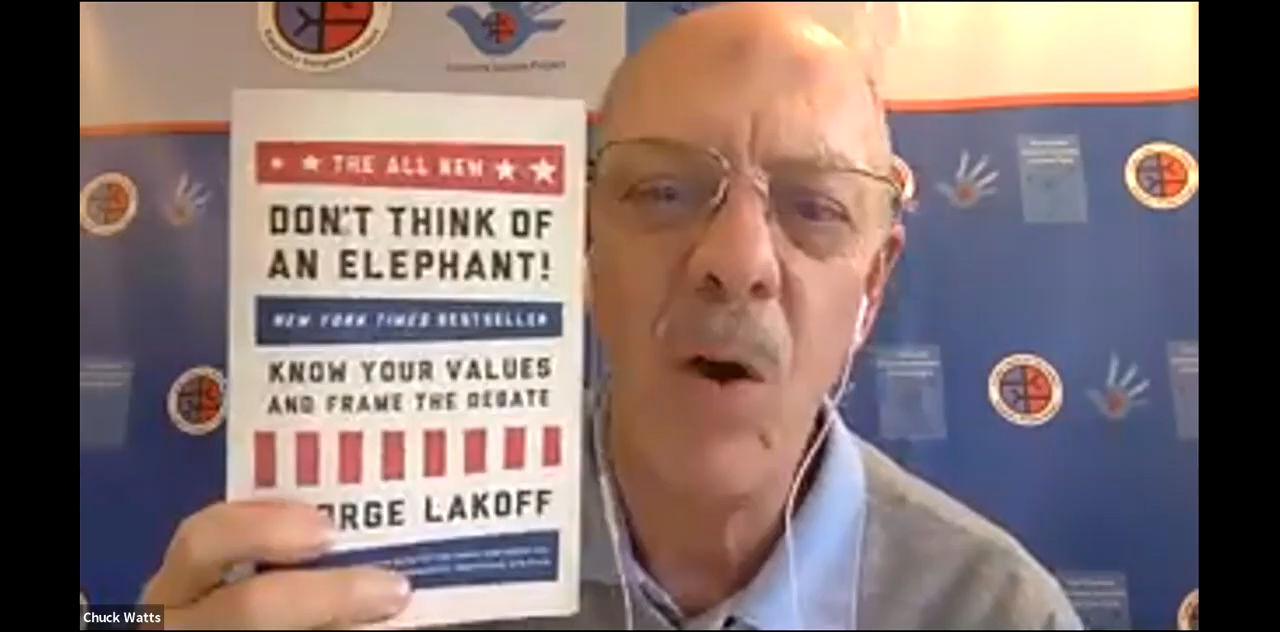 THE ALL NEW
DON'T THINK OF
AN ELEPHANT!
NEW YORK TIMES BESTSELLER
KNOW YOUR VALUES
AND FRAME THE DEBATE
ORGE LAKOFF
Chuck Watts